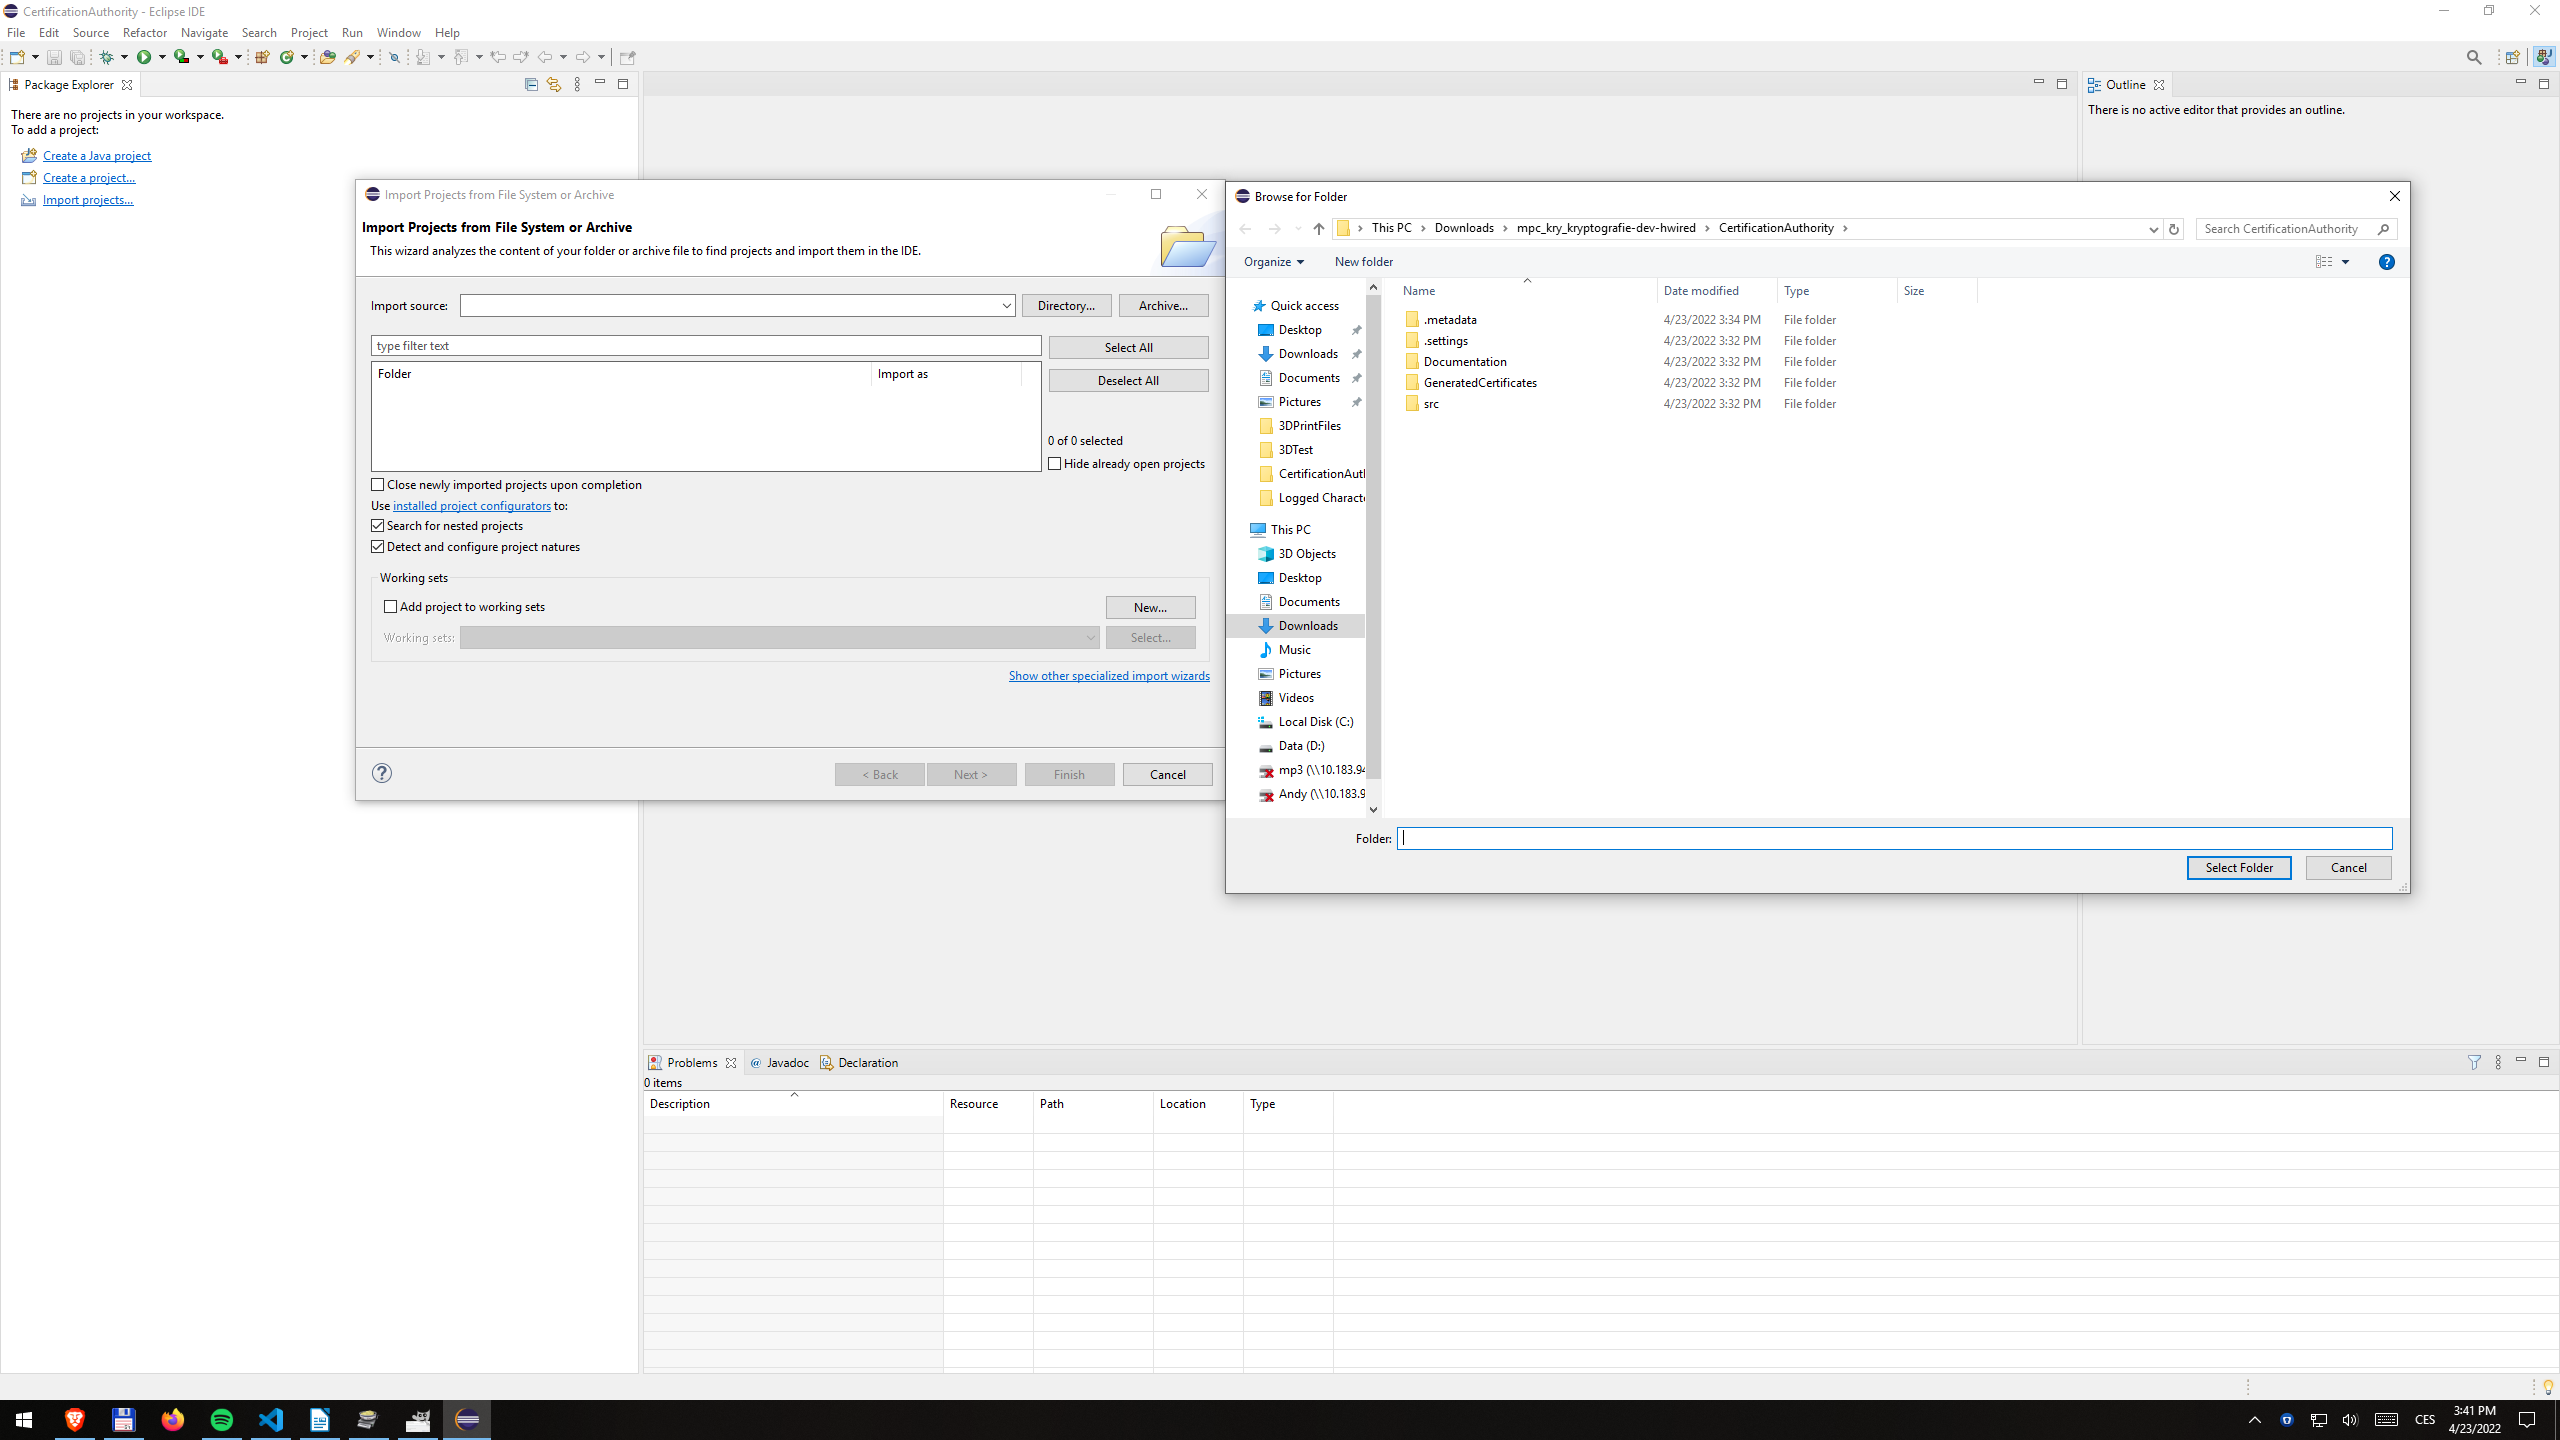 CertificationAuthority - Eclipse IDE
File Edit Source Refactor Navigate Search Project Run Window Help
Package Explorer
There are no projects in your workspace.
To add a project:
Create a Java project
Create a project...
Import projects...
Outline
There is no active editor that provides an outline.
Import Projects from File System or Archive
Import Projects from File System or Archive
This wizard analyzes the content of your folder or archive file to find projects and import them in the IDE.
Import source:
Directory...
Archive...
type filter text
Select All
Folder
Import as
Deselect All
0 of 0 selected
Hide already open projects
Close newly imported projects upon completion
Use installed project configurators to:
Search for nested projects
Detect and configure project natures
Working sets
Add project to working sets
New...
Working sets:
Select...
Show other specialized import wizards
< Back
Next >
Finish
Cancel
Browse for Folder
This PC
Downloads
mpc_kry_kryptografie-dev-hwired
CertificationAuthority
Search CertificationAuthority
Organize
New folder
Quick access
Desktop
Downloads
Documents
Pictures
3DPrintFiles
3DTest
CertificationAuth
Logged Characte
This PC
3D Objects
Desktop
Documents
Downloads
Music
Pictures
Videos
Local Disk (C:)
Data (D:)
mp3 (\\10.183.94
Andy (\\10.183.9
Name Date modified Type Size
.metadata 4/23/2022 3:34 PM File folder
.settings 4/23/2022 3:32 PM File folder
Documentation 4/23/2022 3:32 PM File folder
GeneratedCertificates 4/23/2022 3:32 PM File folder
src 4/23/2022 3:32 PM File folder
Folder:
Select Folder
Cancel
Problems
@ Javadoc
Declaration
0 items
Description Resource Path Location Type
CES
3:41 PM
4/23/2022